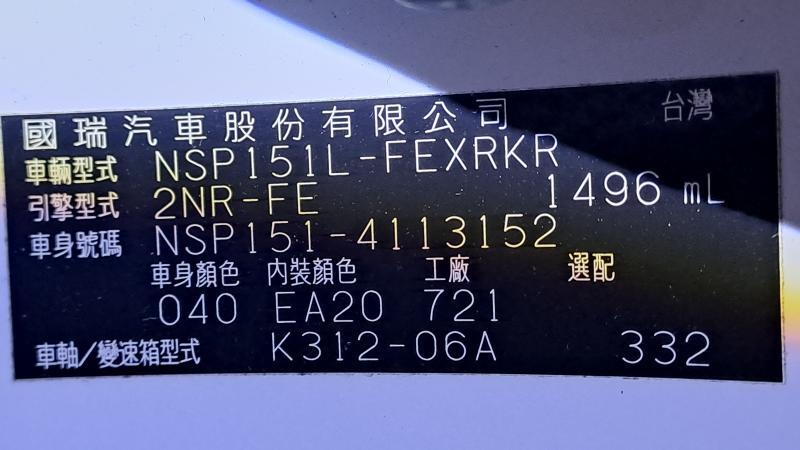 國瑞汽車股份有限公司 台灣
車輛型式 NSP151L-FEXRKR
引擎型式 2NR-FE 1496 mL
車身號碼 NSP151-4113152
車身顏色 內裝顏色 工廠 選配
040 EA20 721
車軸/變速箱型式 K312-06A 332